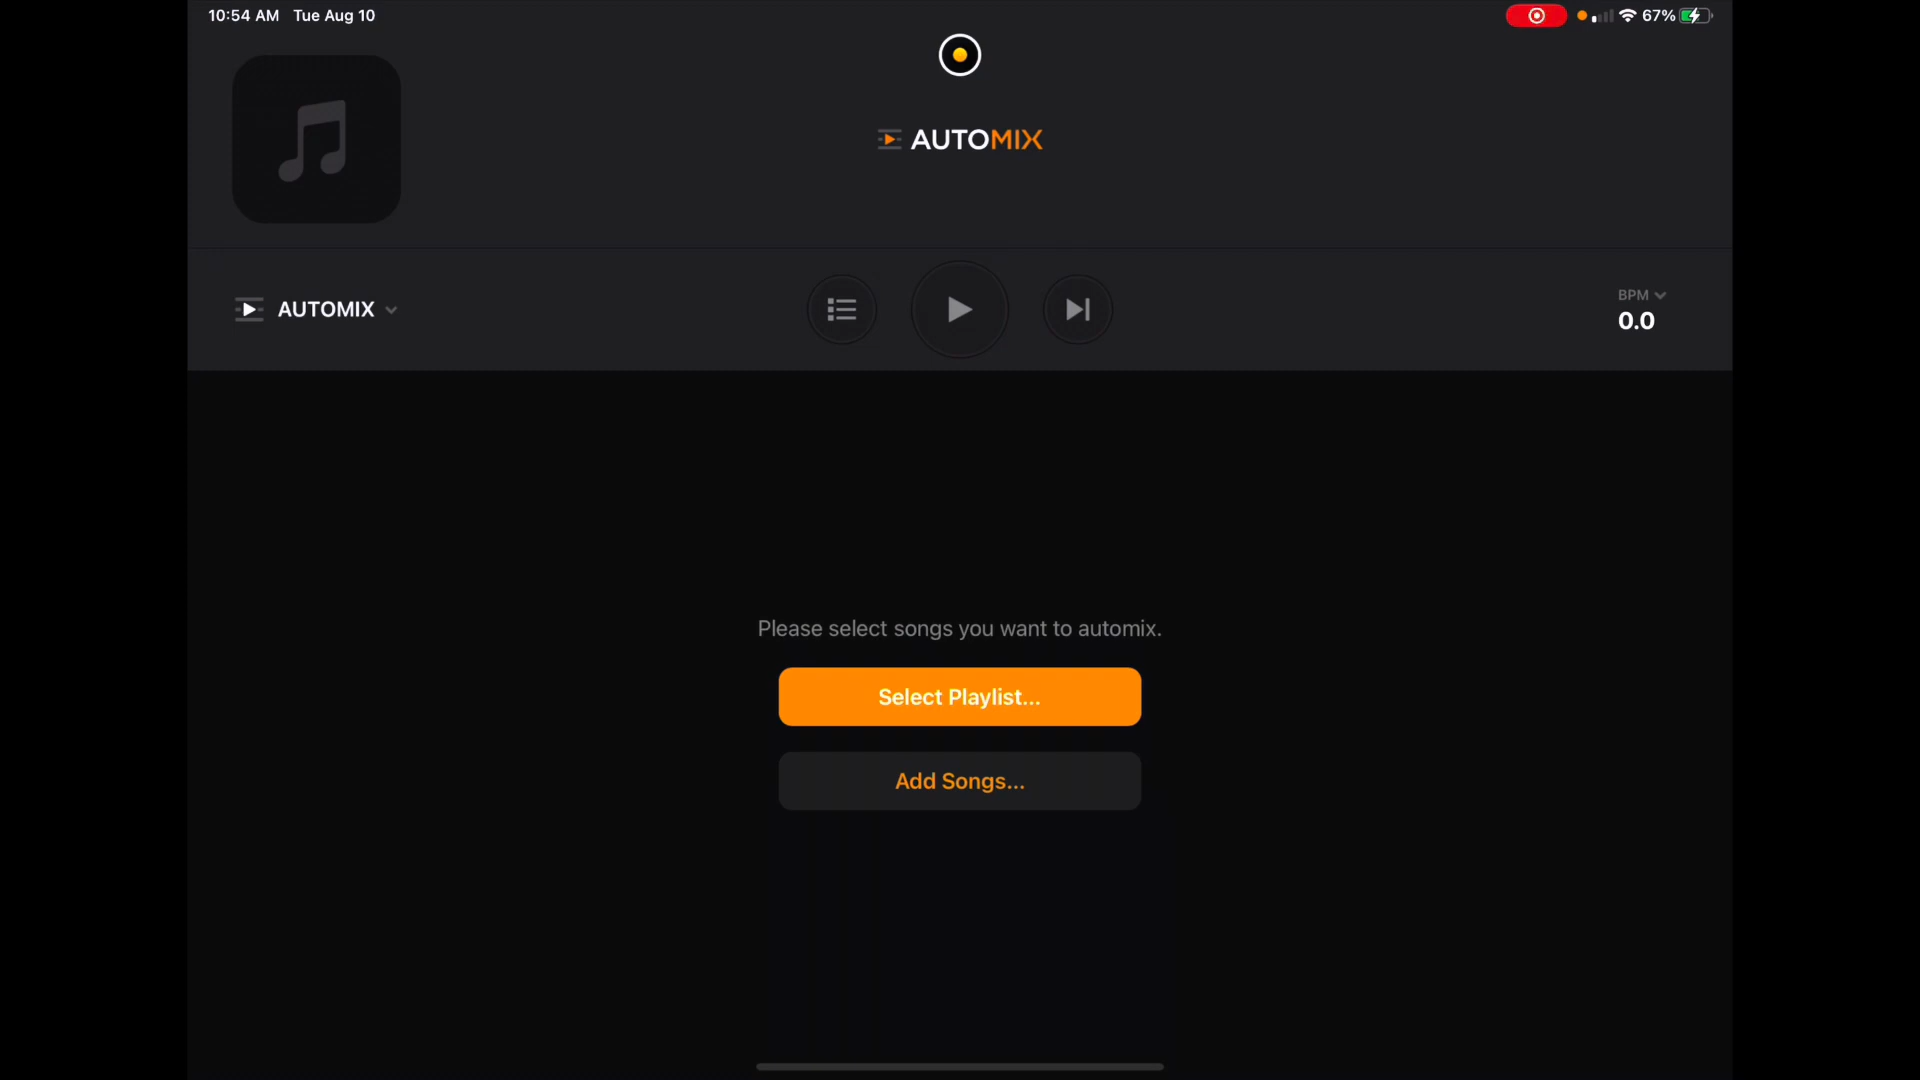 10:54 AM Tue Aug 10
67%
AUTOMIX
AUTOMIX
BPM
0.0
Please select songs you want to automix.
Select Playlist...
Add Songs...